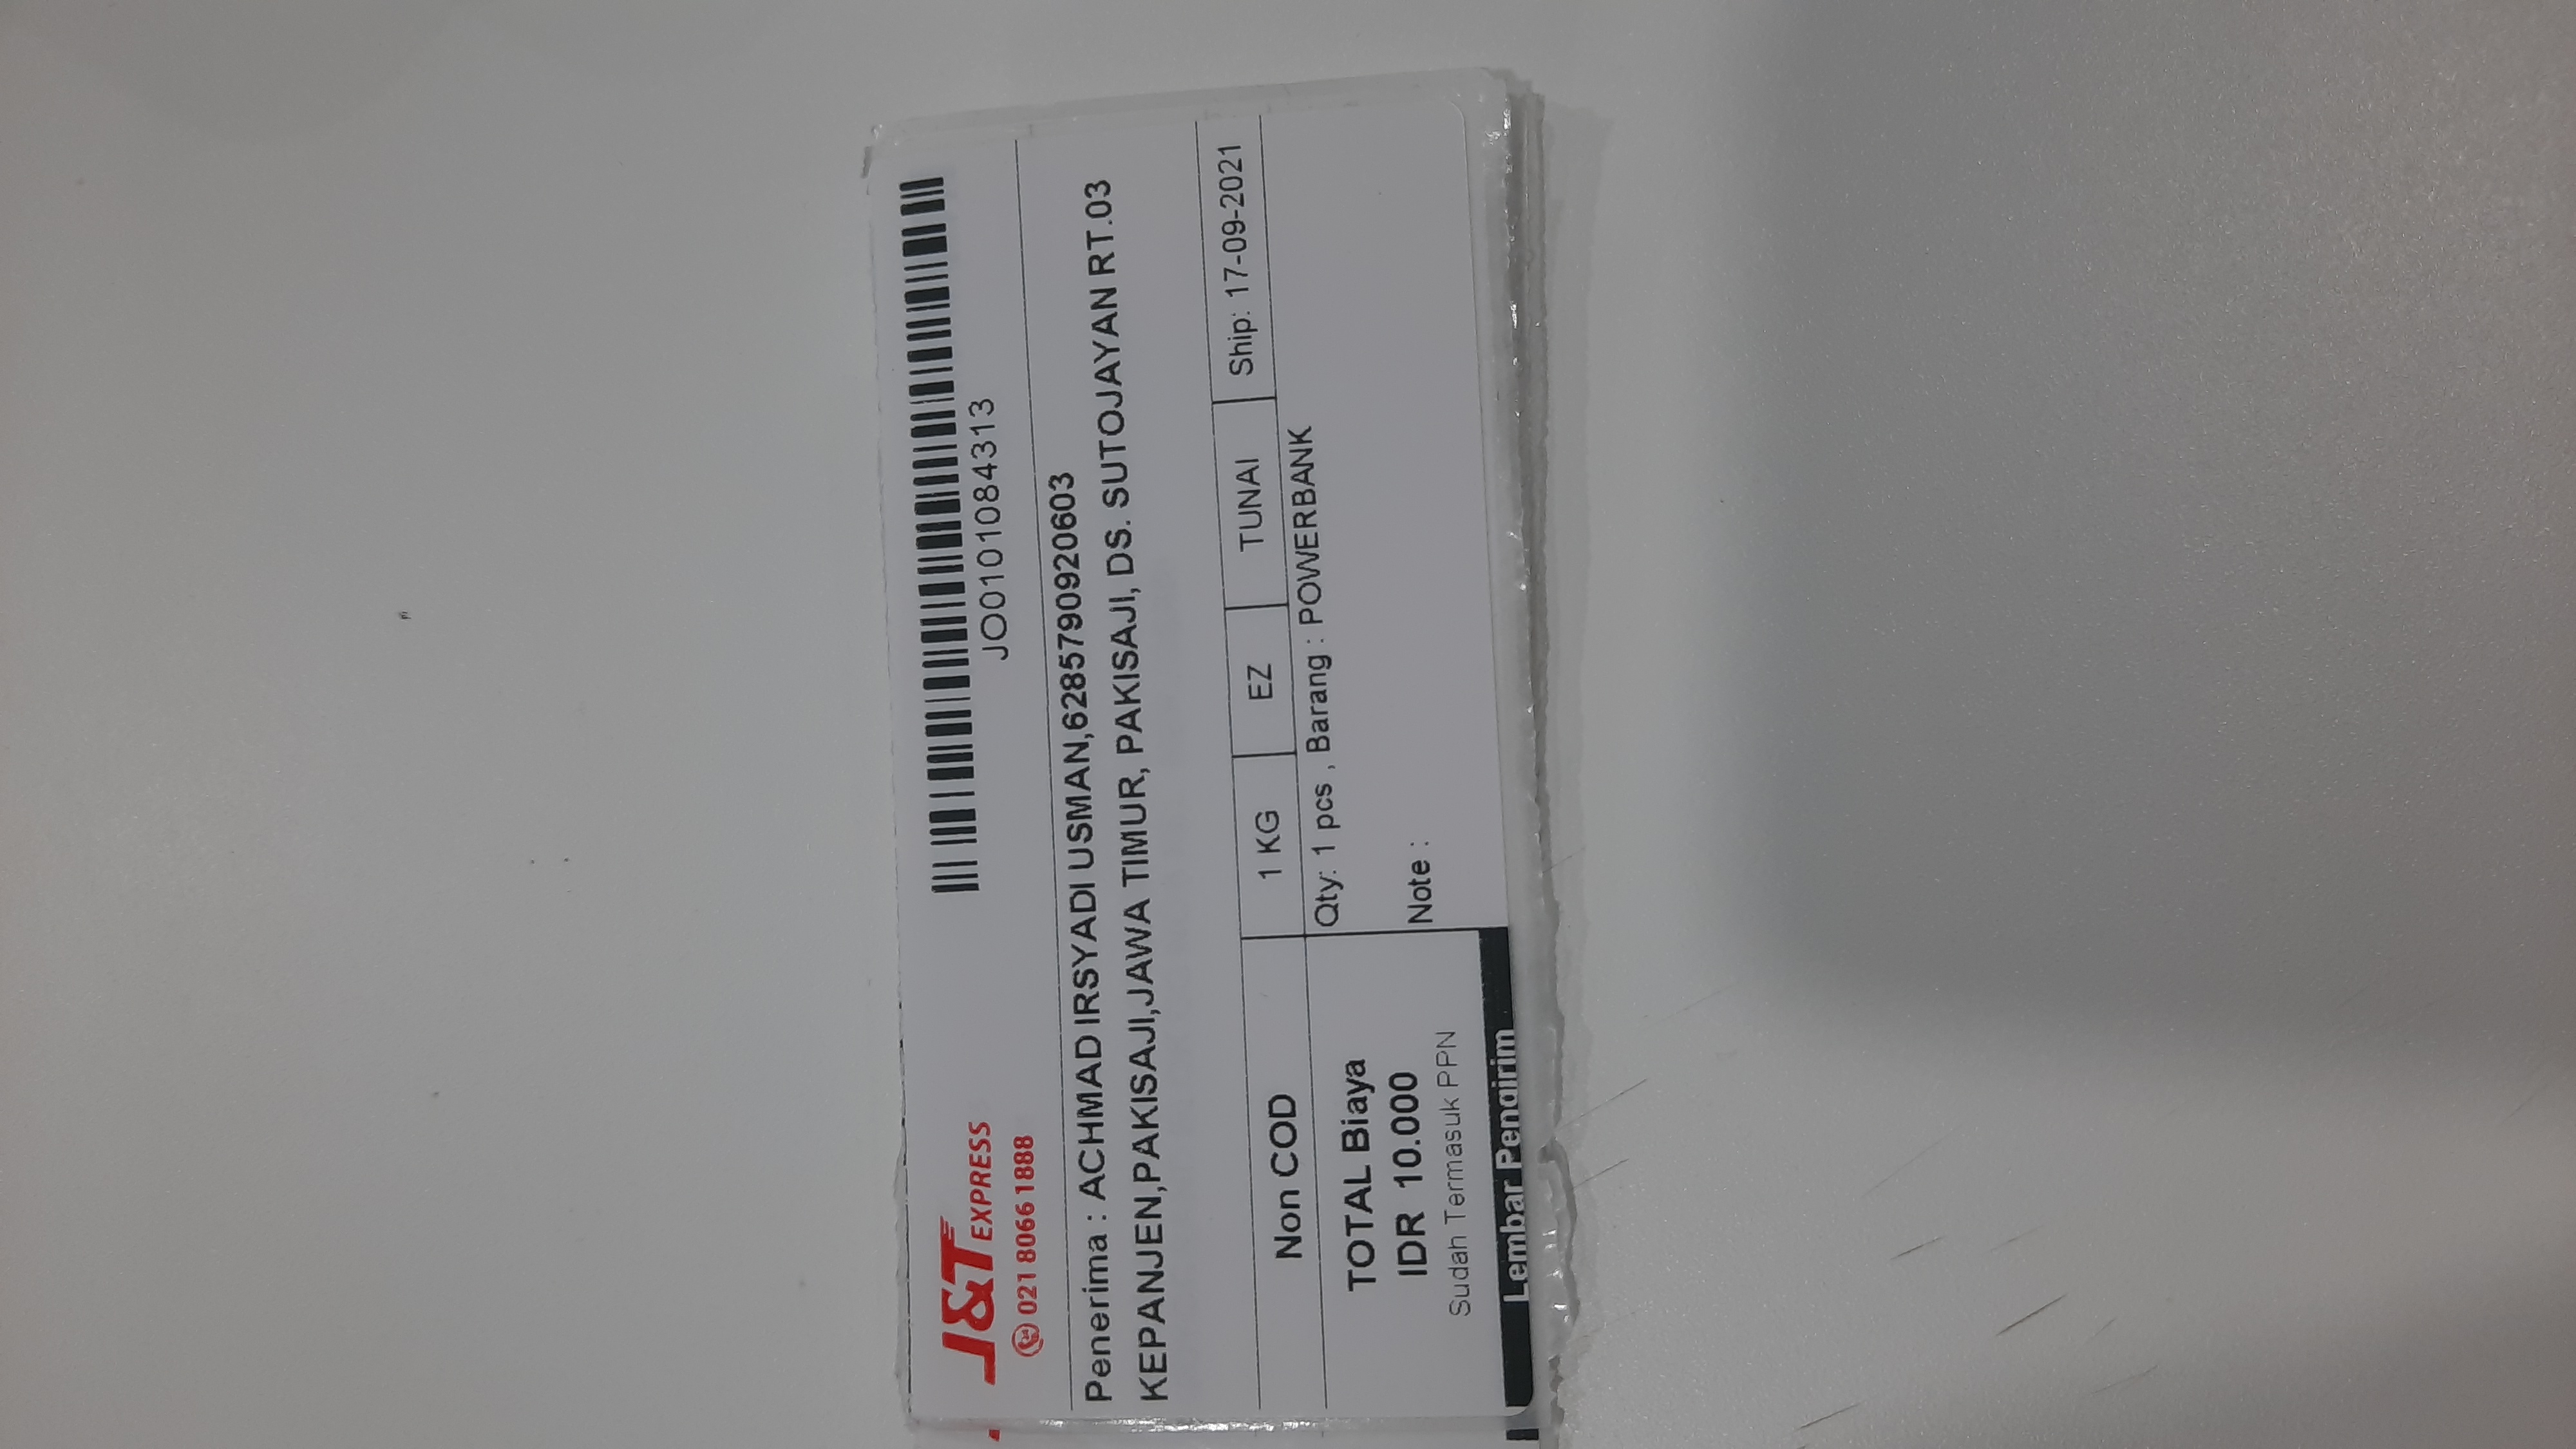 J&T EXPRESS
021 8066 1888
JO0101084313
Penerima : ACHMAD IRSYADI USMAN,6285790920603
KEPANJEN,PAKISAJI,JAWA TIMUR, PAKISAJI, DS. SUTOJAYAN RT.03
Non COD
1 KG
EZ
TUNAI
Ship: 17-09-2021
TOTAL Biaya
IDR 10.000
Sudah Termasuk PPN
Lembar Pengirim
Qty: 1 pcs , Barang : POWERBANK
Note :